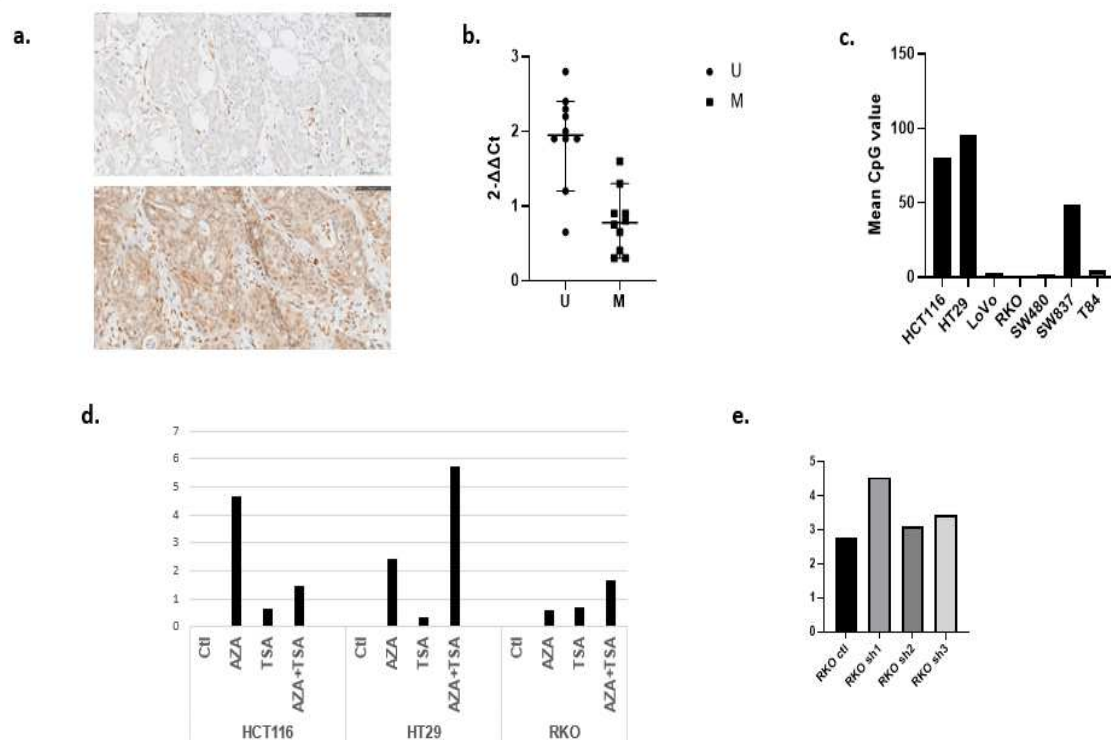 a.
b.
3
2
1
0
2-ΔΔCt
U
M
U
M
c.
150
100
50
0
Mean CpG value
HCT116
HT29
LoVo
RKO
SW480
SW837
T84
d.
7
6
5
4
3
2
1
0
Ctl
AZA
TSA
AZA+TSA
Ctl
AZA
TSA
AZA+TSA
Ctl
AZA
TSA
AZA+TSA
HCT116
HT29
RKO
e.
5
4
3
2
1
0
RKO ctl
RKO sh1
RKO sh2
RKO sh3